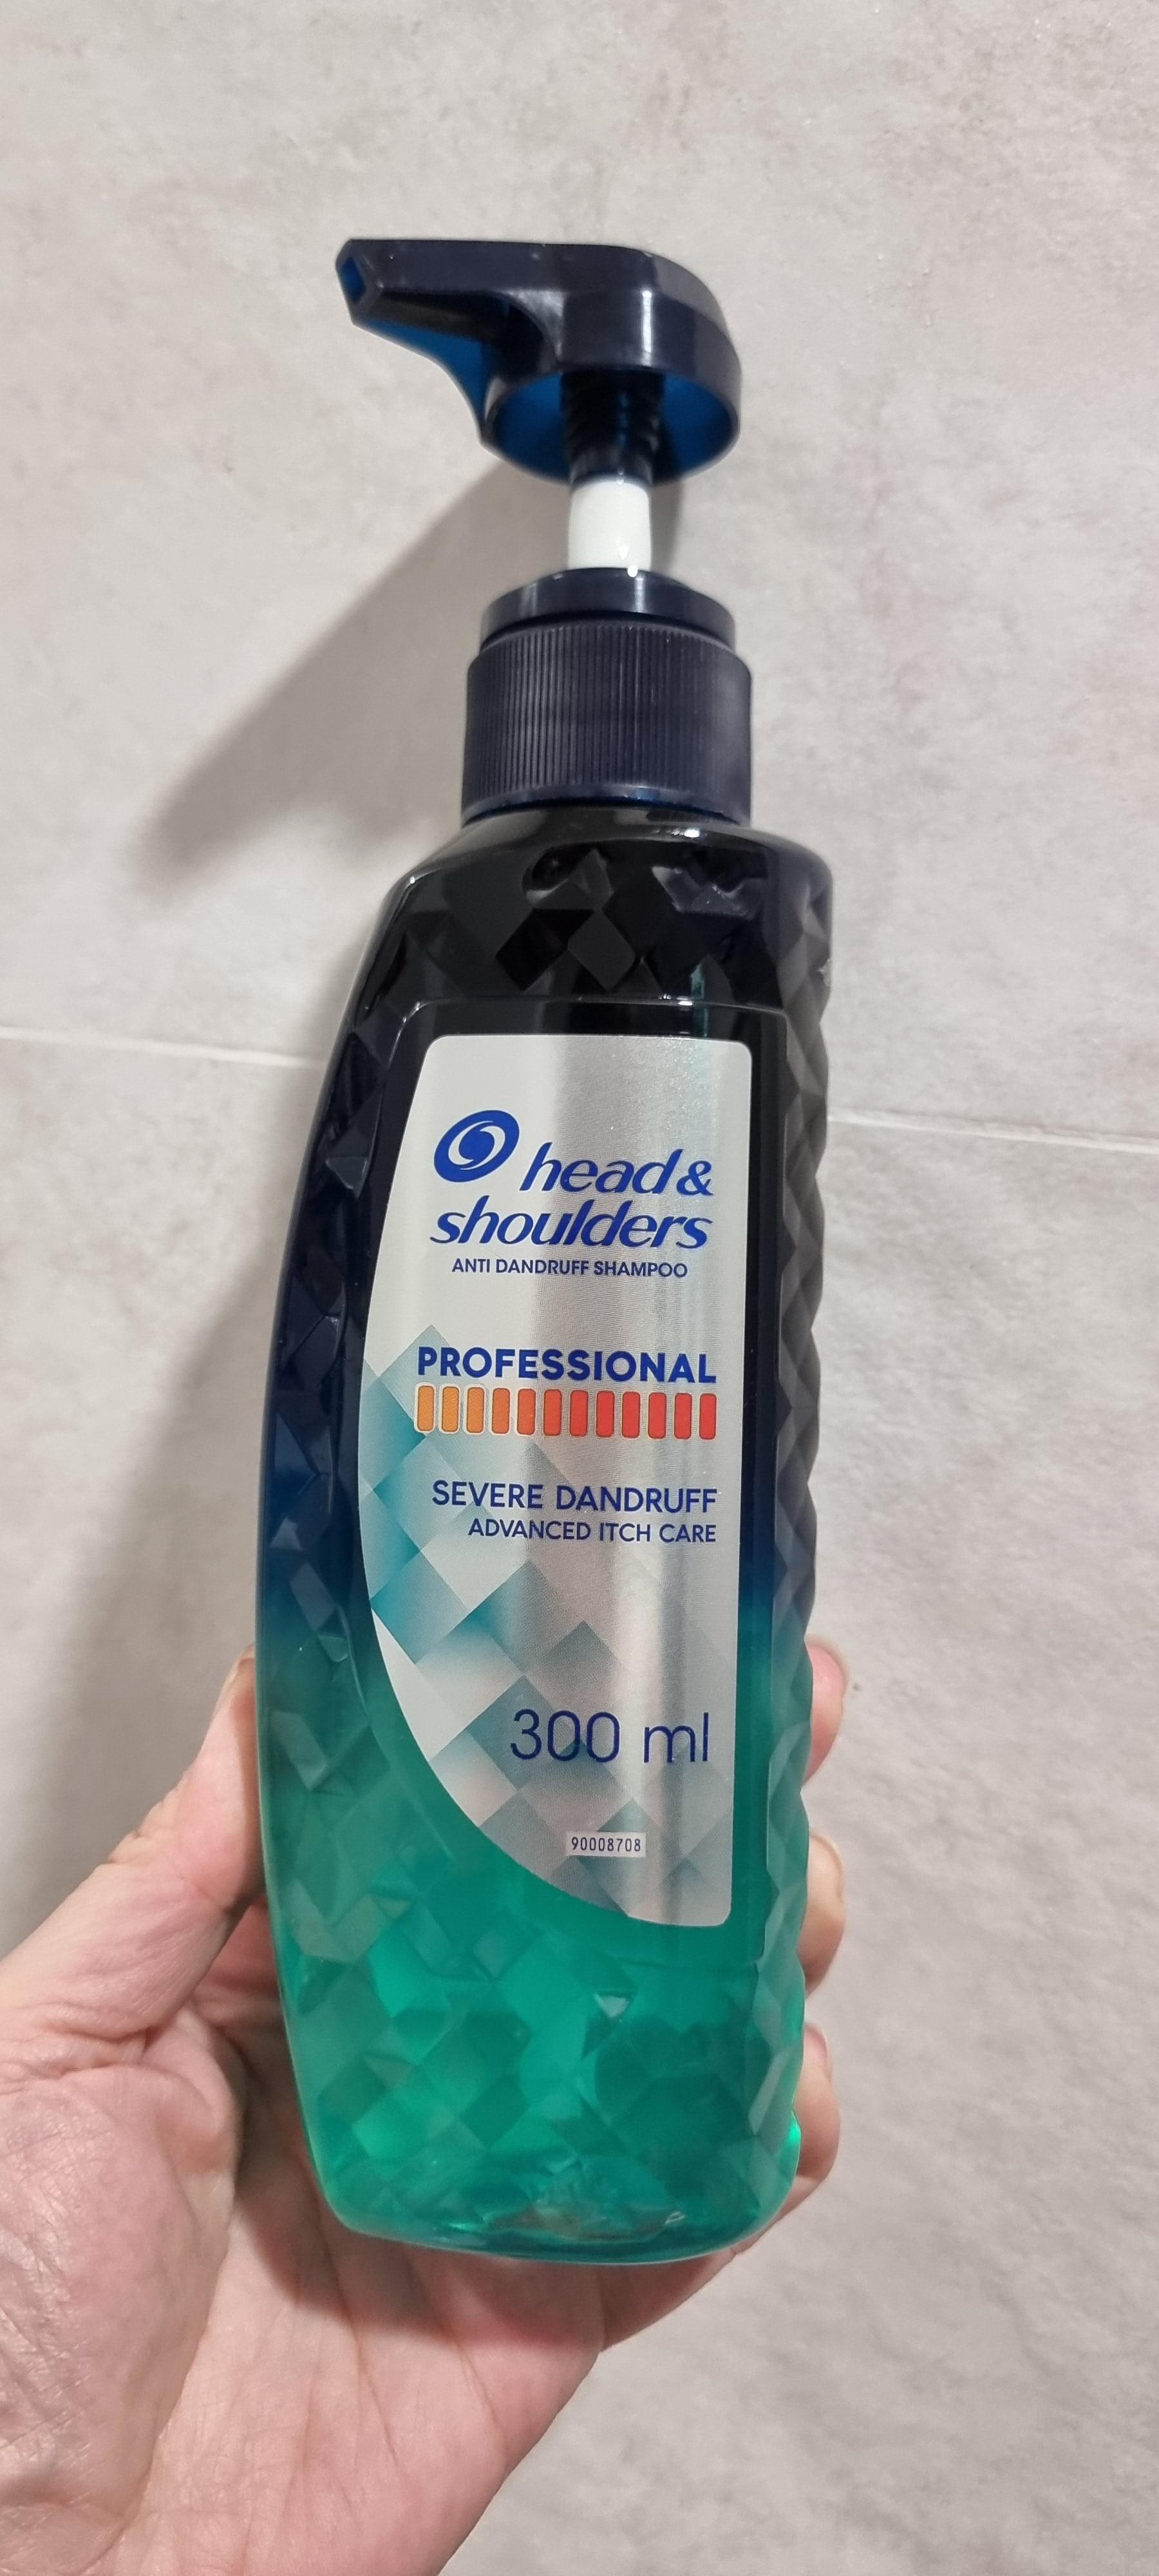 head&
shoulders
ANTI DANDRUFF SHAMPOO
PROFESSIONAL
SEVERE DANDRUFF
ADVANCED ITCH CARE
300 ml
90008708